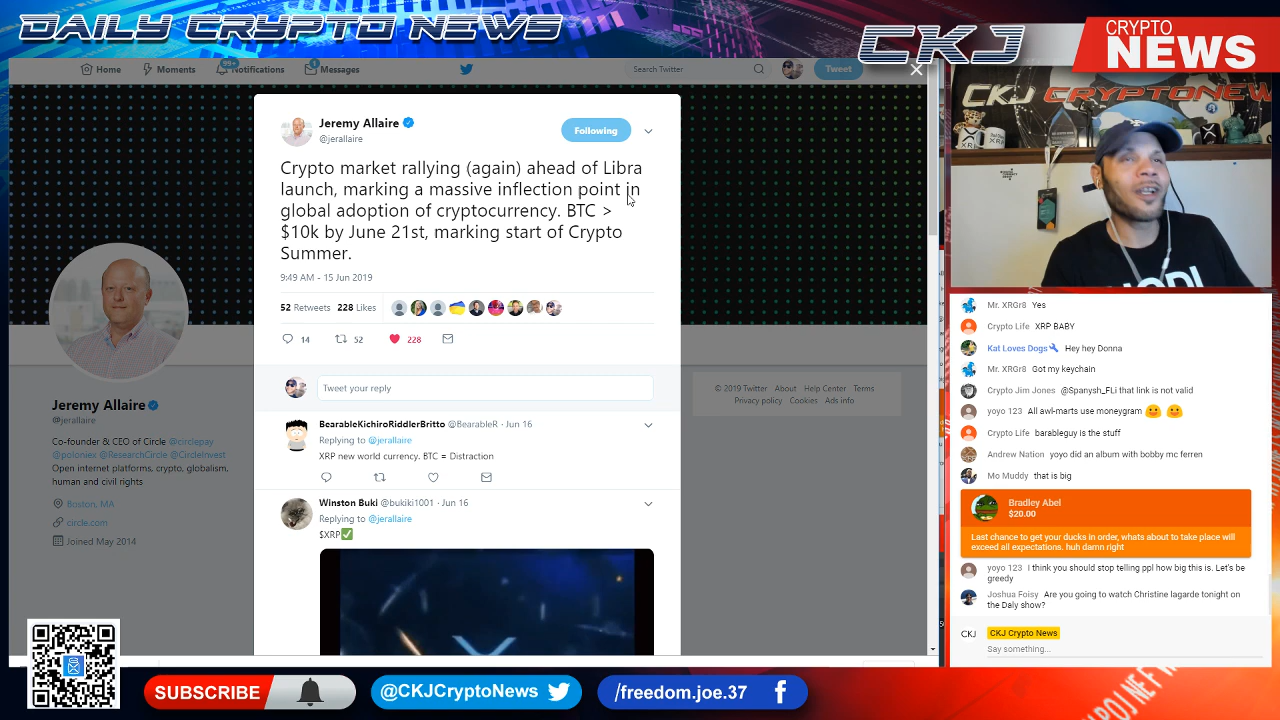 DAILY CRYPTO NEWS
CKJ
CRYPTO
NEWS
Home
Moments
99+
Notifications
1
Messages
Search Twitter
Tweet
Jeremy Allaire
@jerallaire
Following
Crypto market rallying (again) ahead of Libra
launch, marking a massive inflection point in
global adoption of cryptocurrency. BTC >
$10k by June 21st, marking start of Crypto
Summer.
9:49 AM - 15 Jun 2019
52 Retweets 228 Likes
14 52 228
Tweet your reply
BearableKichiroRiddlerBritto @BearableR · Jun 16
Replying to @jerallaire
XRP new world currency. BTC = Distraction
Winston Buki @bukiki1001 · Jun 16
Replying to @jerallaire
$XRP✅
Jeremy Allaire
@jerallaire
Co-founder & CEO of Circle @circlepay
@poloniex @ResearchCircle @CircleInvest
Open internet platforms, crypto, globalism,
human and civil rights
Boston, MA
circle.com
Joined May 2014
© 2019 Twitter About Help Center Terms
Privacy policy Cookies Ads info
CKJ CRYPTONEW
Mr. XRGr8 Yes
Crypto Life XRP BABY
Kat Loves Dogs Hey hey Donna
Mr. XRGr8 Got my keychain
Crypto Jim Jones @Spanysh_FLi that link is not valid
yoyo 123 All awl-marts use moneygram
Crypto Life barableguy is the stuff
Andrew Nation yoyo did an album with bobby mc ferren
Mo Muddy that is big
Bradley Abel
$20.00
Last chance to get your ducks in order, whats about to take place will
exceed all expectations. huh damn right
yoyo 123 I think you should stop telling ppl how big this is. Let's be
greedy
Joshua Foisy Are you going to watch Christine lagarde tonight on
the Daly show?
CKJ
CKJ Crypto News
Say something...
SUBSCRIBE
@CKJCryptoNews
/freedom.joe.37